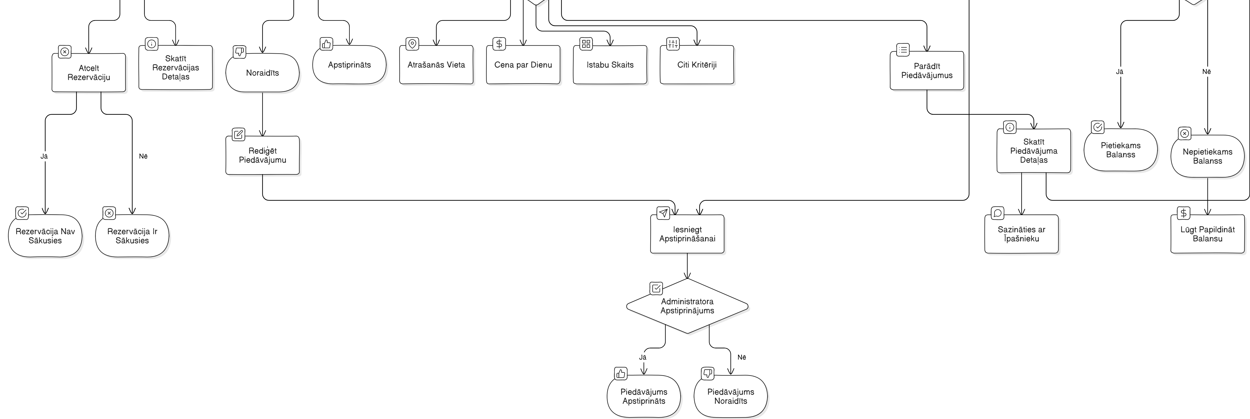 Atcelt
Rezervāciju
Skatīt
Rezervācijas
Detaļas
Noraidīts
Apstiprināts
Atrašanās Vieta
Cena par Dienu
Istabu Skaits
Citi Kritēriji
Parādīt
Piedāvājumus
Jā
Nē
Rediģēt
Piedāvājumu
Skatīt
Piedāvājuma
Detaļas
Pietiekams
Balanss
Nepietiekams
Balanss
Jā
Nē
Rezervācija Nav
Sākusies
Rezervācija Ir
Sākusies
Iesniegt
Apstiprināšanai
Sazināties ar
Īpašnieku
Lūgt Papildināt
Balansu
Administratora
Apstiprinājums
Jā
Nē
Piedāvājums
Apstiprināts
Piedāvājums
Noraidīts